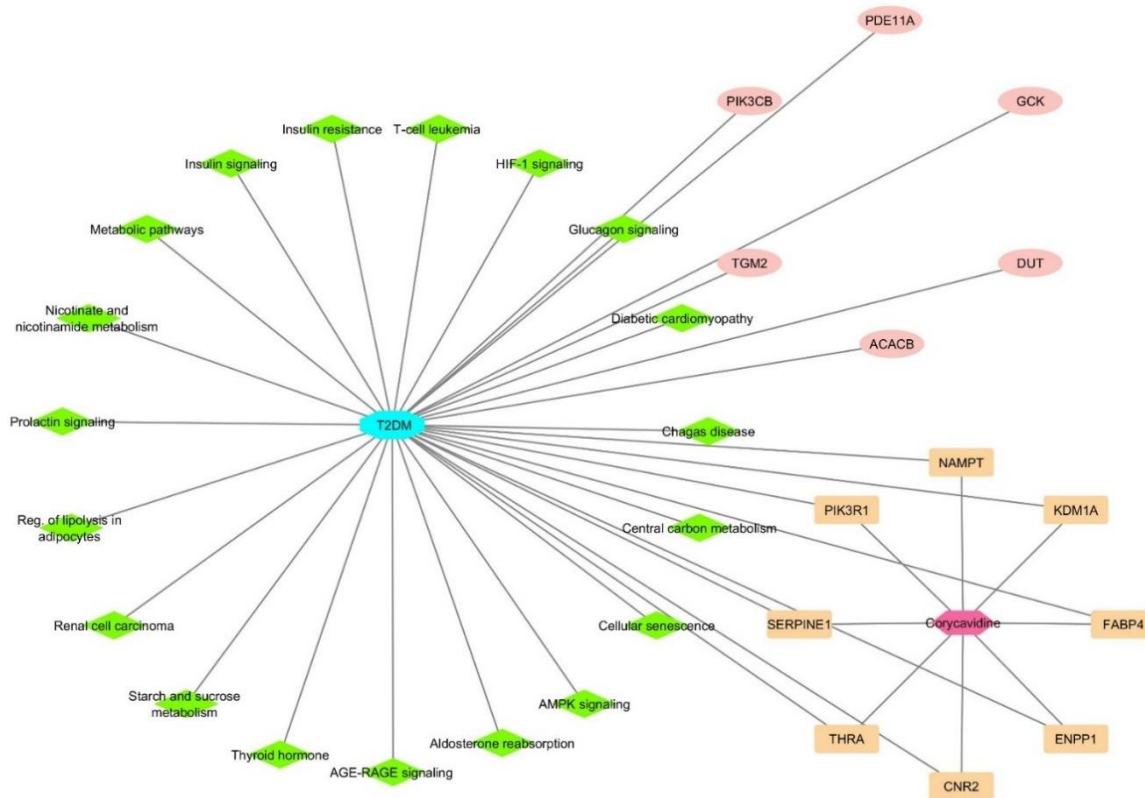 PDE11A
PIK3CB
GCK
Insulin resistance
T-cell leukemia
Insulin signaling
HIF-1 signaling
Metabolic pathways
Glucagon signaling
TGM2
DUT
Nicotinate and
nicotinamide metabolism
Diabetic cardiomyopathy
ACACB
Prolactin signaling
T2DM
Chagas disease
NAMPT
PIK3R1
KDM1A
Reg. of lipolysis in
adipocytes
Central carbon metabolism
Renal cell carcinoma
Cellular senescence
SERPINE1
Corycavidine
FABP4
Starch and sucrose
metabolism
AMPK signaling
Thyroid hormone
Aldosterone reabsorption
THRA
ENPP1
AGE-RAGE signaling
CNR2